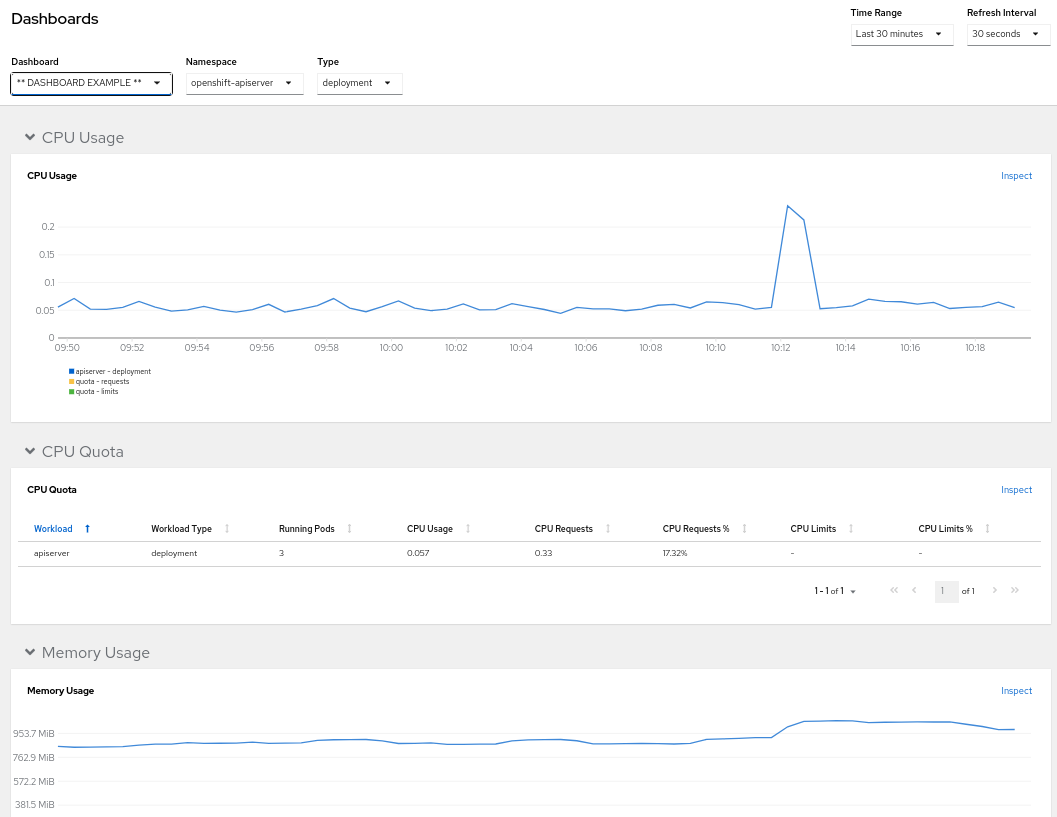 Dashboards
Time Range
Refresh Interval
Last 30 minutes
30 seconds
Dashboard
Namespace
Type
** DASHBOARD EXAMPLE **
openshift-apiserver
deployment
CPU Usage
CPU Usage
Inspect
0.2
0.15
0.1
0.05
0
09:50 09:52 09:54 09:56 09:58 10:00 10:02 10:04 10:06 10:08 10:10 10:12 10:14 10:16 10:18
apiserver - deployment
quota - requests
quota - limits
CPU Quota
CPU Quota
Inspect
Workload Workload Type Running Pods CPU Usage CPU Requests CPU Requests % CPU Limits CPU Limits %
apiserver deployment 3 0.057 0.33 17.32% - -
1 - 1 of 1
1 of 1
Memory Usage
Memory Usage
Inspect
953.7 MiB
762.9 MiB
572.2 MiB
381.5 MiB